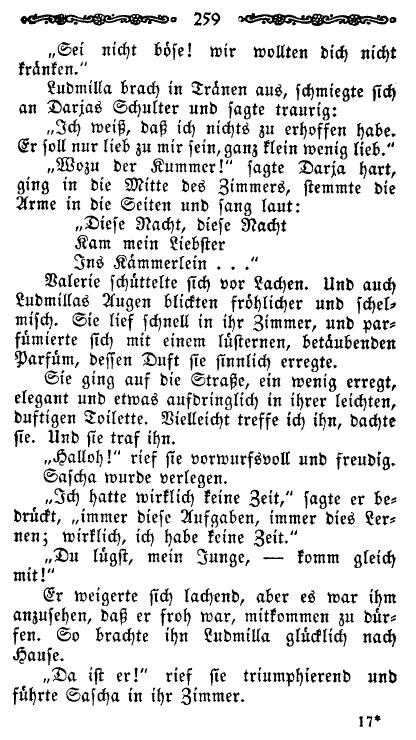 259
„Sei nicht böse! wir wollten dich nicht
kränken.“
Ludmilla brach in Tränen aus, schmiegte sich
an Darjas Schulter und sagte traurig:
„Ich weiß, daß ich nichts zu erhoffen habe.
Er soll nur lieb zu mir sein, ganz klein wenig lieb.“
„Wozu der Kummer!“ sagte Darja hart,
ging in die Mitte des Zimmers, stemmte die
Arme in die Seiten und sang laut:
„Diese Nacht, diese Nacht
Kam mein Liebster
Ins Kämmerlein . . .“
Valerie schüttelte sich vor Lachen. Und auch
Ludmillas Augen blickten fröhlicher und schel-
misch. Sie lief schnell in ihr Zimmer, und par-
fümierte sich mit einem lüsternen, betäubenden
Parfüm, dessen Duft sie sinnlich erregte.
Sie ging auf die Straße, ein wenig erregt,
elegant und etwas aufdringlich in ihrer leichten,
duftigen Toilette. Vielleicht treffe ich ihn, dachte
sie. Und sie traf ihn.
„Halloh!“ rief sie vorwurfsvoll und freudig.
Sascha wurde verlegen.
„Ich hatte wirklich keine Zeit,“ sagte er be-
drückt, „immer diese Aufgaben, immer dies Ler-
nen; wirklich, ich habe keine Zeit.“
„Du lügst, mein Junge, — komm gleich
mit!“
Er weigerte sich lachend, aber es war ihm
anzusehen, daß er froh war, mitkommen zu dür-
fen. So brachte ihn Ludmilla glücklich nach
Hause.
„Da ist er!“ rief sie triumphierend und
führte Sascha in ihr Zimmer.
17*